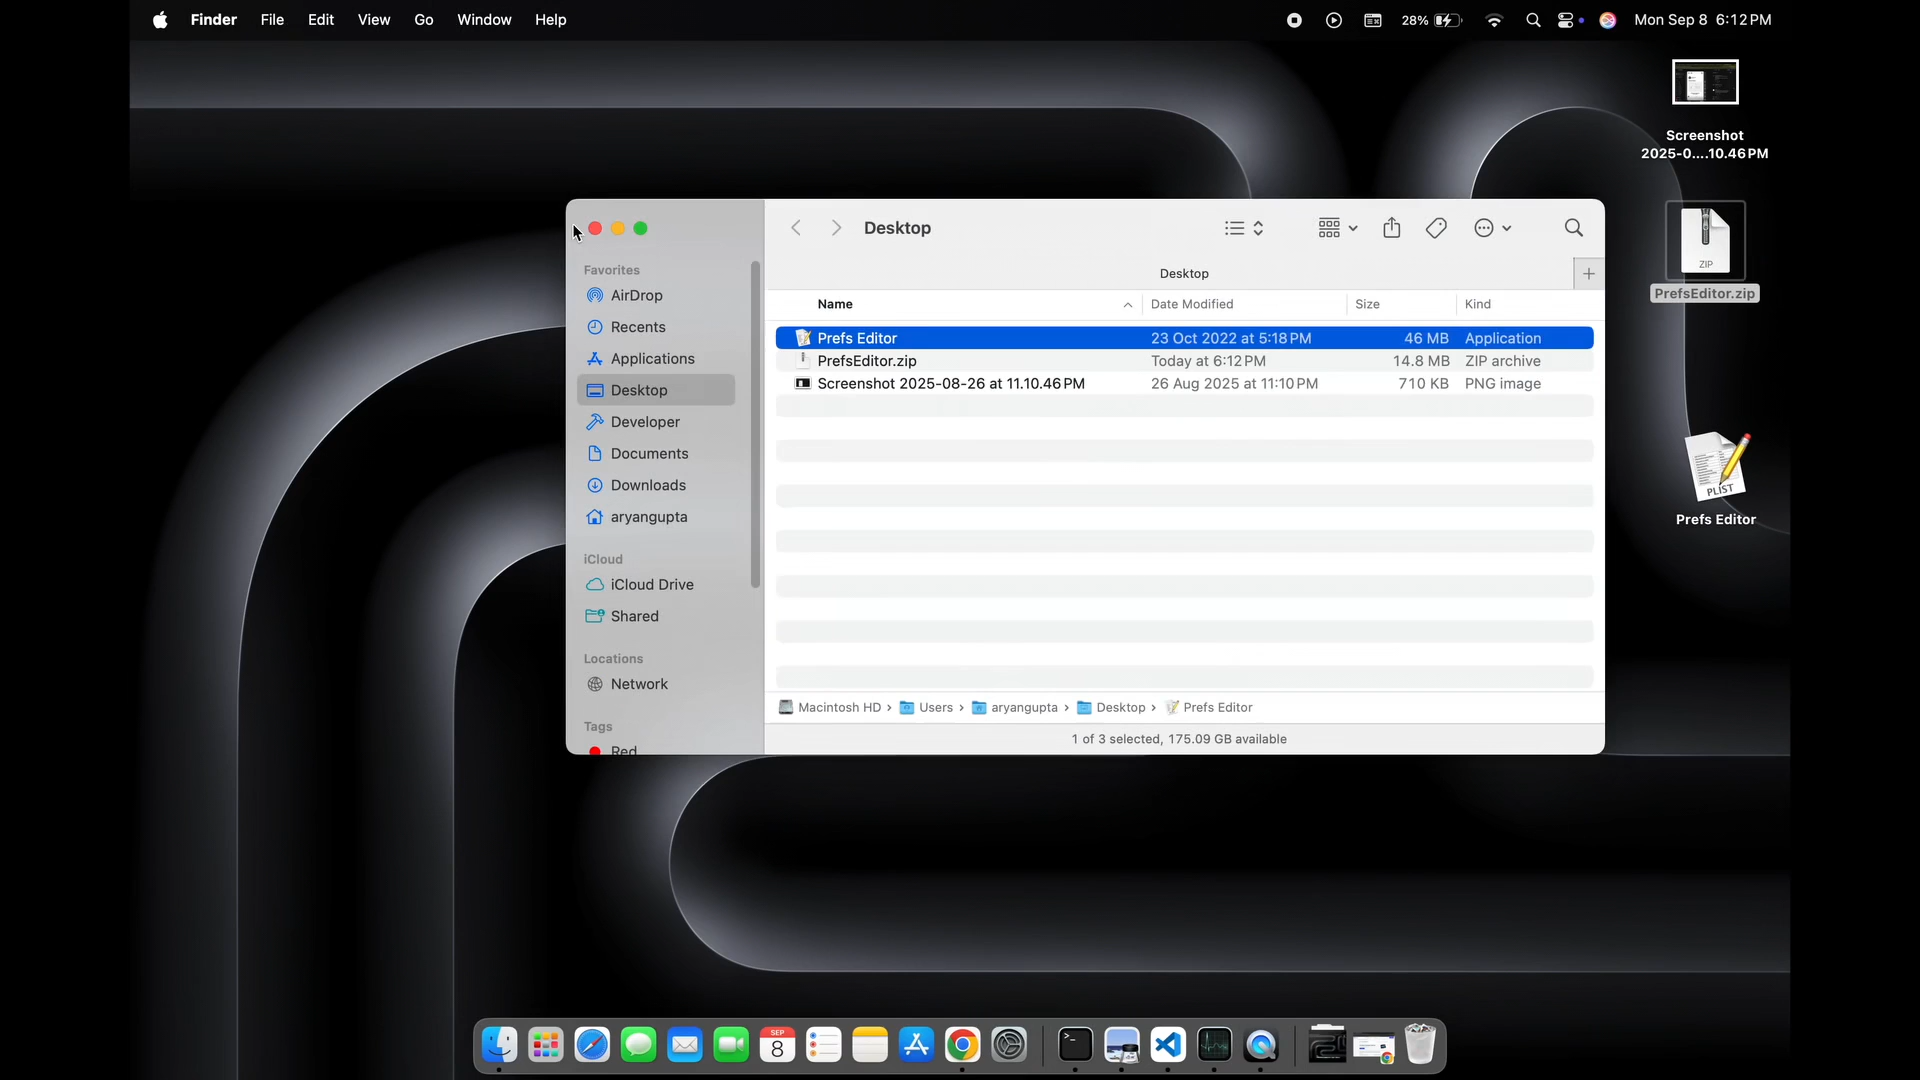 Finder File Edit View Go Window Help 28% Mon Sep 8 6:12 PM
Screenshot
2025-0....10.46 PM
ZIP
PrefsEditor.zip
PLIST
Prefs Editor
Desktop
Desktop
Favorites
AirDrop
Recents
Applications
Desktop
Developer
Documents
Downloads
aryangupta
iCloud
iCloud Drive
Shared
Locations
Network
Tags
Red
Name Date Modified Size Kind
Prefs Editor 23 Oct 2022 at 5:18 PM 46 MB Application
PrefsEditor.zip Today at 6:12 PM 14.8 MB ZIP archive
Screenshot 2025-08-26 at 11.10.46 PM 26 Aug 2025 at 11:10 PM 710 KB PNG image
Macintosh HD › Users › aryangupta › Desktop › Prefs Editor
1 of 3 selected, 175.09 GB available
SEP
8